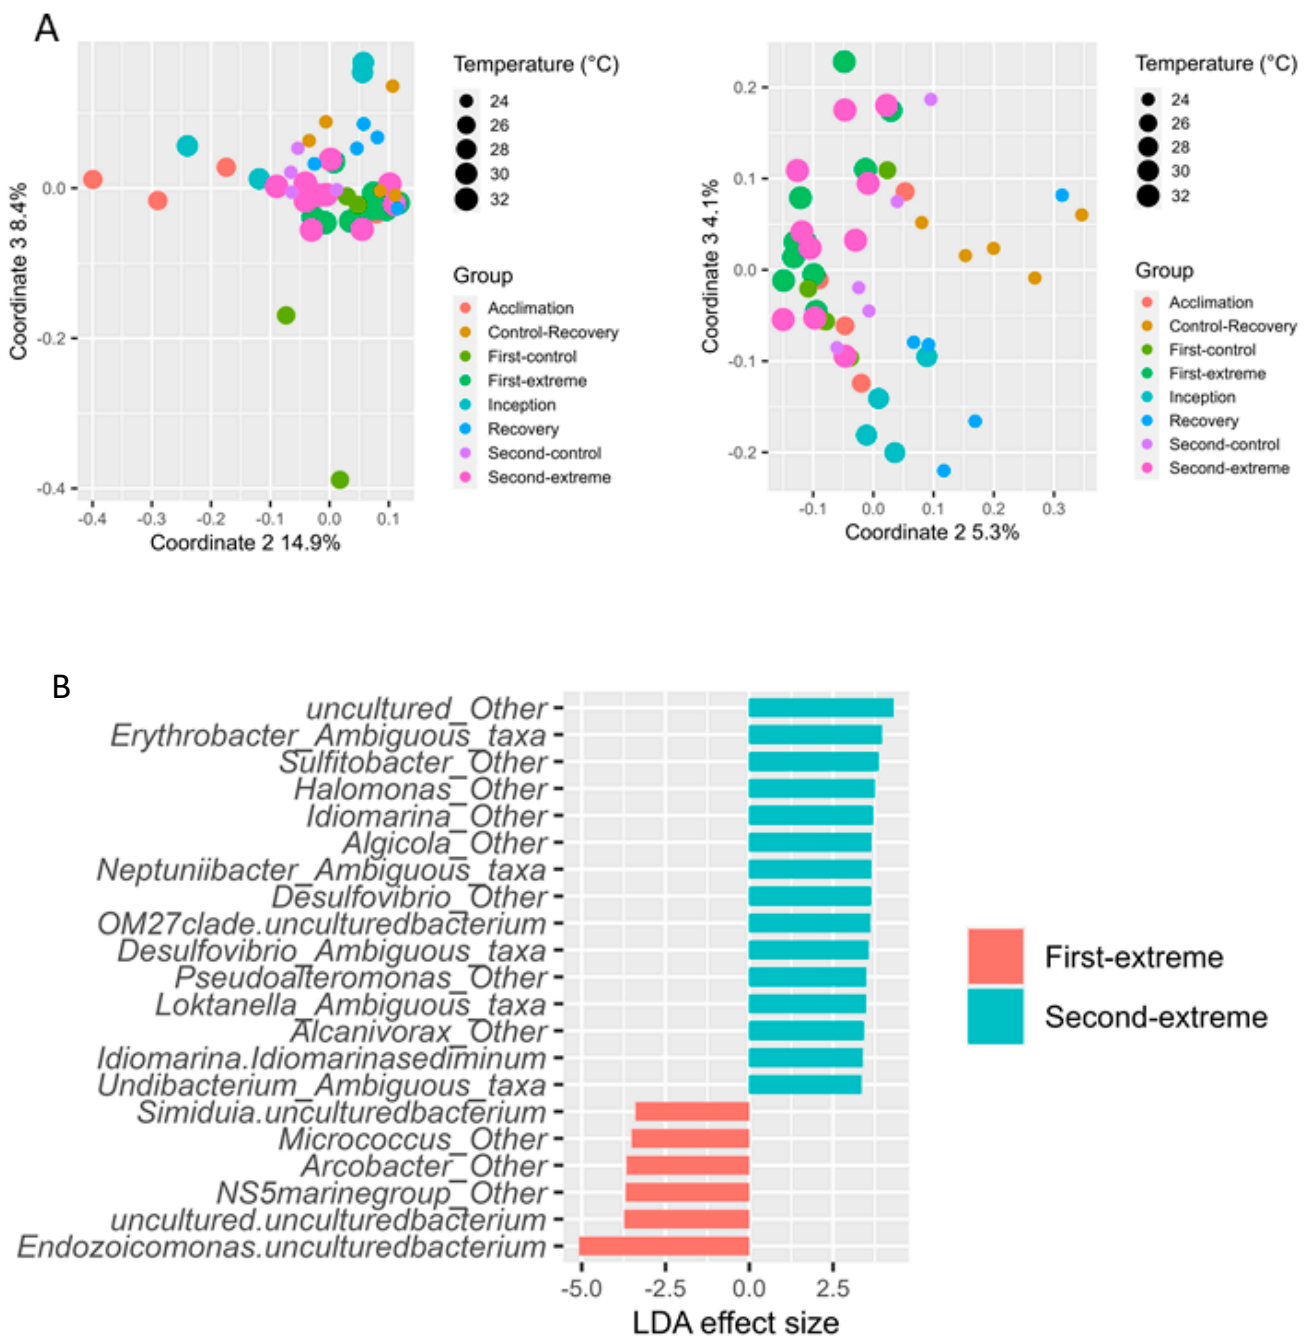 A
Temperature (°C)
24
26
28
30
32
Group
Acclimation
Control-Recovery
First-control
First-extreme
Inception
Recovery
Second-control
Second-extreme
0.0
-0.2
-0.4
Coordinate 3 8.4%
-0.4 -0.3 -0.2 -0.1 0.0 0.1
Coordinate 2 14.9%
Temperature (°C)
24
26
28
30
32
Group
Acclimation
Control-Recovery
First-control
First-extreme
Inception
Recovery
Second-control
Second-extreme
0.2
0.1
0.0
-0.1
-0.2
Coordinate 3 4.1%
-0.1 0.0 0.1 0.2 0.3
Coordinate 2 5.3%
B
uncultured_Other
Erythrobacter_Ambiguous_taxa
Sulfitobacter_Other
Halomonas_Other
Idiomarina_Other
Algicola_Other
Neptuniibacter_Ambiguous_taxa
Desulfovibrio_Other
OM27clade.unculturedbacterium
Desulfovibrio_Ambiguous_taxa
Pseudoalteromonas_Other
Loktanella_Ambiguous_taxa
Alcanivorax_Other
Idiomarina.Idiomarinasediminum
Undibacterium_Ambiguous_taxa
Simiduia.unculturedbacterium
Micrococcus_Other
Arcobacter_Other
NS5marinegroup_Other
uncultured.unculturedbacterium
Endozoicomonas.unculturedbacterium
-5.0 -2.5 0.0 2.5
LDA effect size
First-extreme
Second-extreme